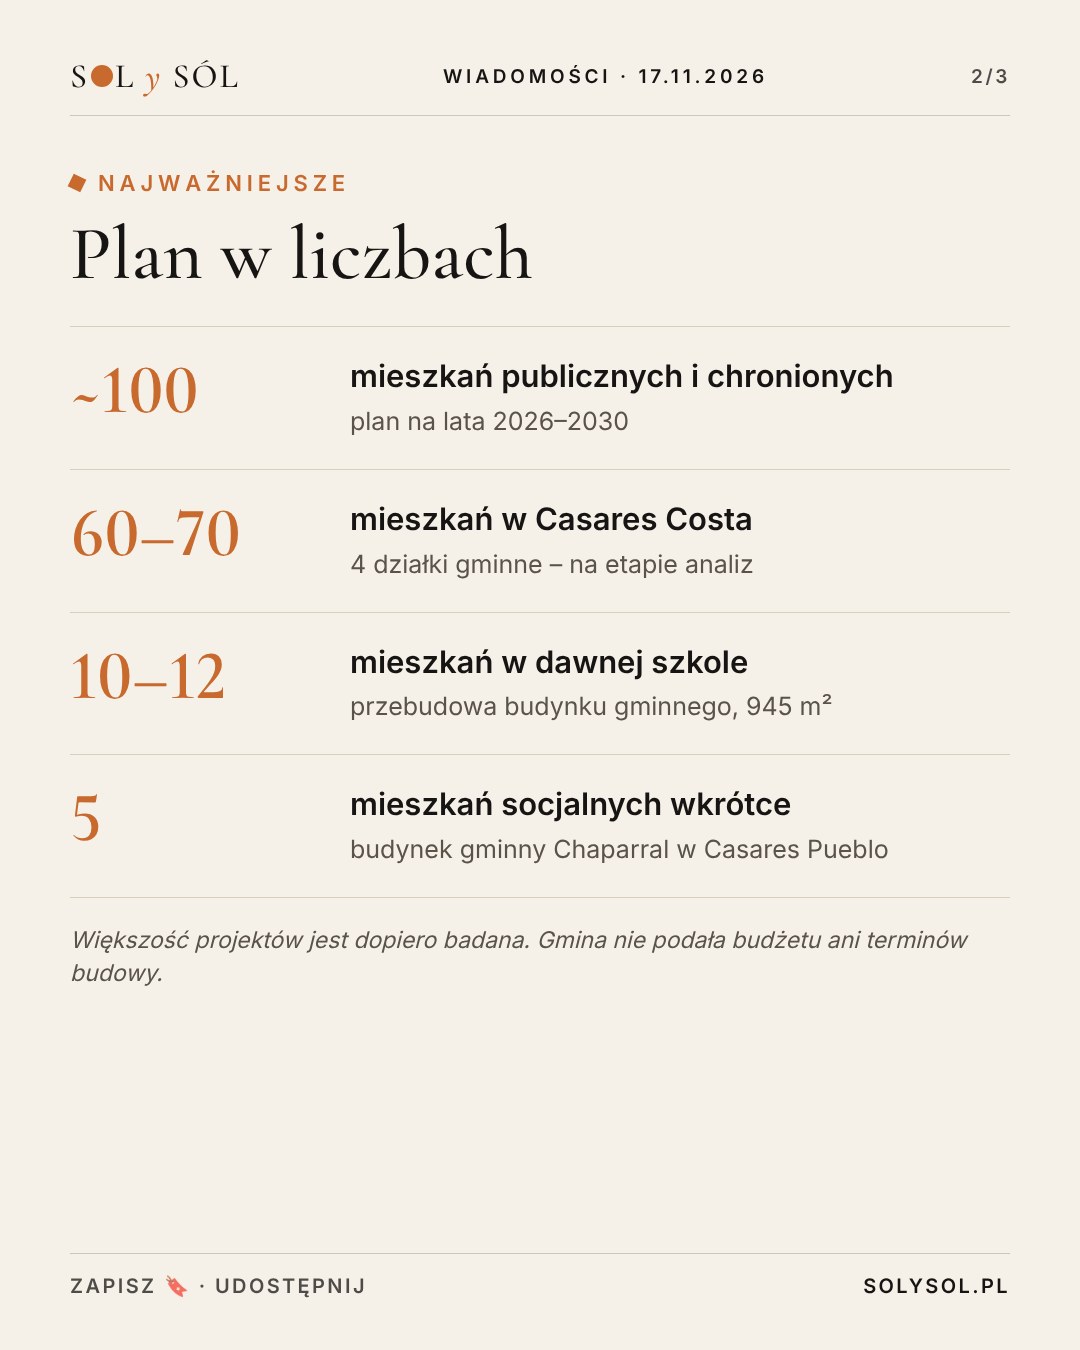 SOL y SÓL
WIADOMOŚCI · 17.11.2026
2/3
NAJWAŻNIEJSZE
Plan w liczbach
~100
mieszkań publicznych i chronionych
plan na lata 2026–2030
60–70
mieszkań w Casares Costa
4 działki gminne – na etapie analiz
10–12
mieszkań w dawnej szkole
przebudowa budynku gminnego, 945 m²
5
mieszkań socjalnych wkrótce
budynek gminny Chaparral w Casares Pueblo
Większość projektów jest dopiero badana. Gmina nie podała budżetu ani terminów
budowy.
ZAPISZ 🔖 · UDOSTĘPNIJ
SOLYSOL.PL